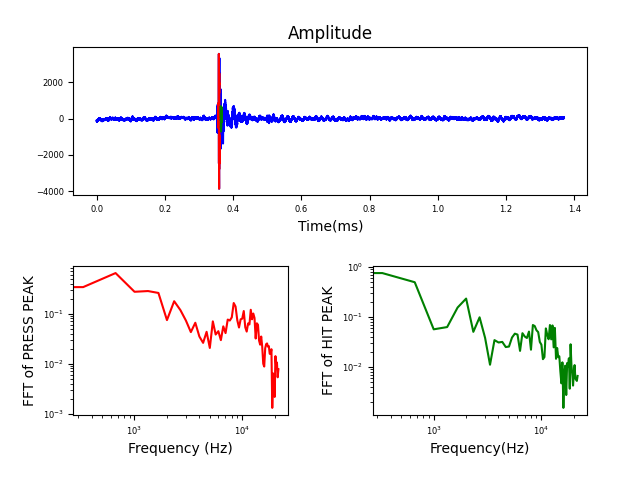 Amplitude
2000
0
−2000
−4000
0.0 0.2 0.4 0.6 0.8 1.0 1.2 1.4
Time(ms)
FFT of PRESS PEAK
10⁻¹
10⁻²
10⁻³
10³ 10⁴
Frequency (Hz)
FFT of HIT PEAK
10⁰
10⁻¹
10⁻²
10³ 10⁴
Frequency(Hz)